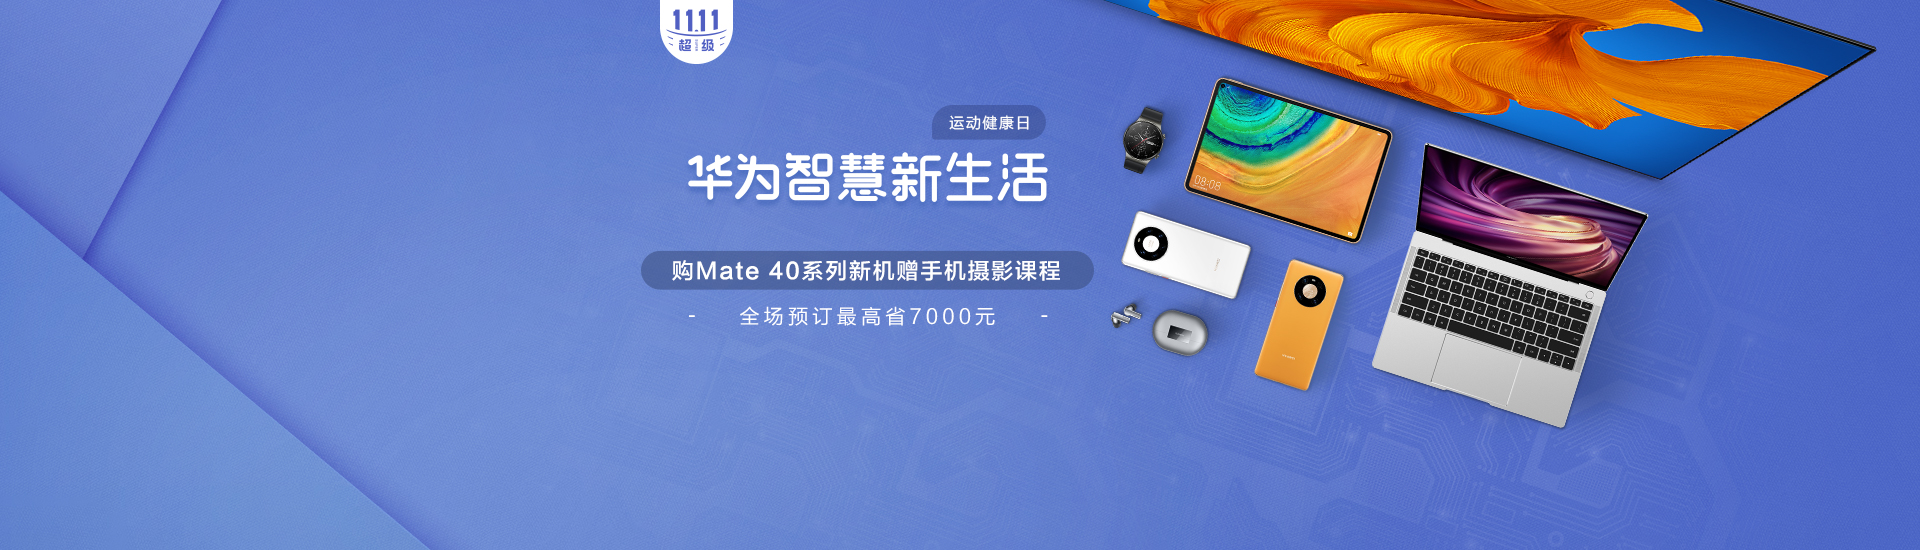 11.11
超级
运动健康日
华为智慧新生活
购Mate 40系列新机赠手机摄影课程
- 全场预订最高省7000元 -
08:08